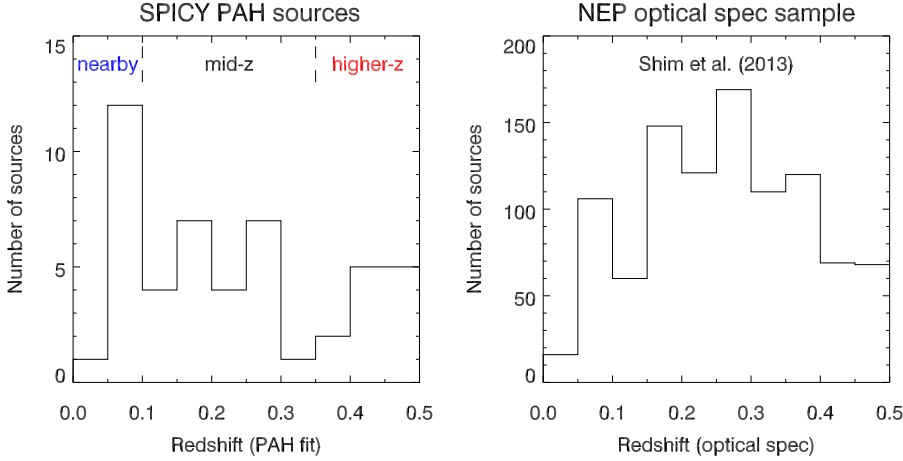 SPICY PAH sources
15
10
5
0
nearby
mid-z
higher-z
Number of sources
0.0 0.1 0.2 0.3 0.4 0.5
Redshift (PAH fit)
NEP optical spec sample
200
150
100
50
0
Shim et al. (2013)
Number of sources
0.0 0.1 0.2 0.3 0.4 0.5
Redshift (optical spec)